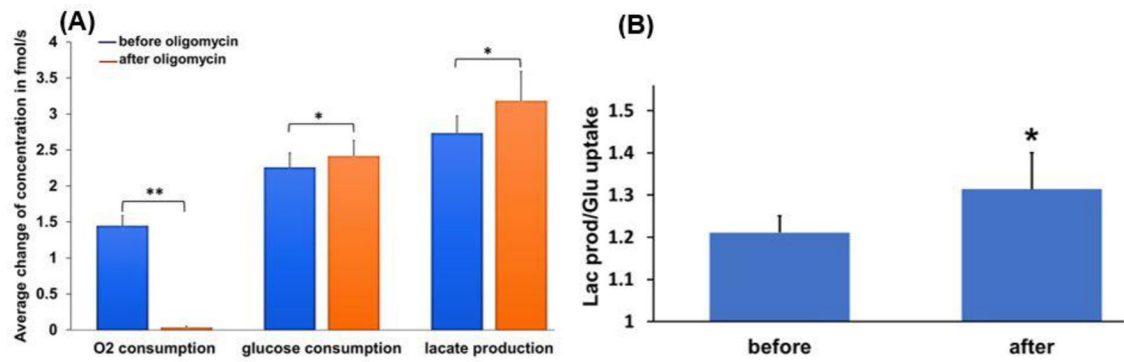 (A)
before oligomycin
after oligomycin
Average change of concentration in fmol/s
4
3.5
3
2.5
2
1.5
1
0.5
0
**
*
*
O2 consumption
glucose consumption
lacate production
(B)
Lac prod/Glu uptake
1.5
1.4
1.3
1.2
1.1
1
*
before
after